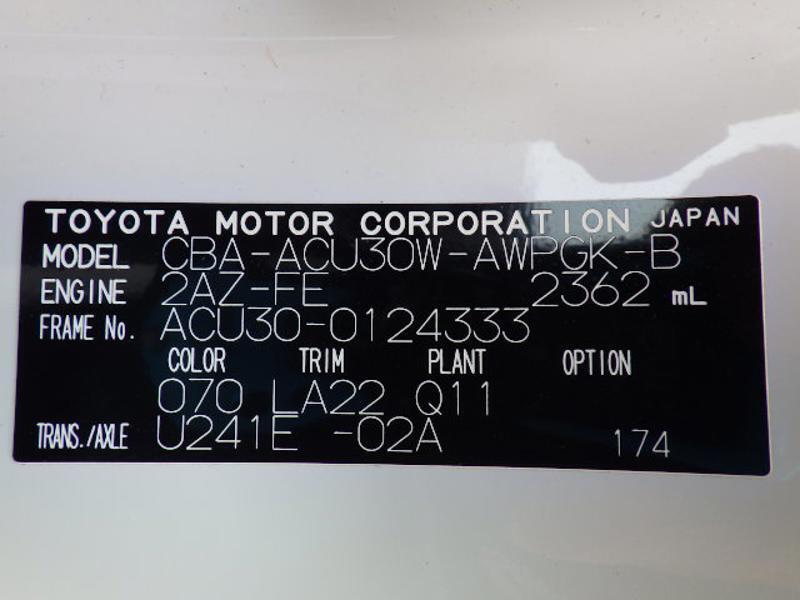 TOYOTA MOTOR CORPORATION JAPAN
MODEL CBA-ACU30W-AWPGK-B
ENGINE 2AZ-FE 2362 mL
FRAME No. ACU30-0124333
COLOR TRIM PLANT OPTION
070 LA22 Q11
TRANS./AXLE U241E -02A 174